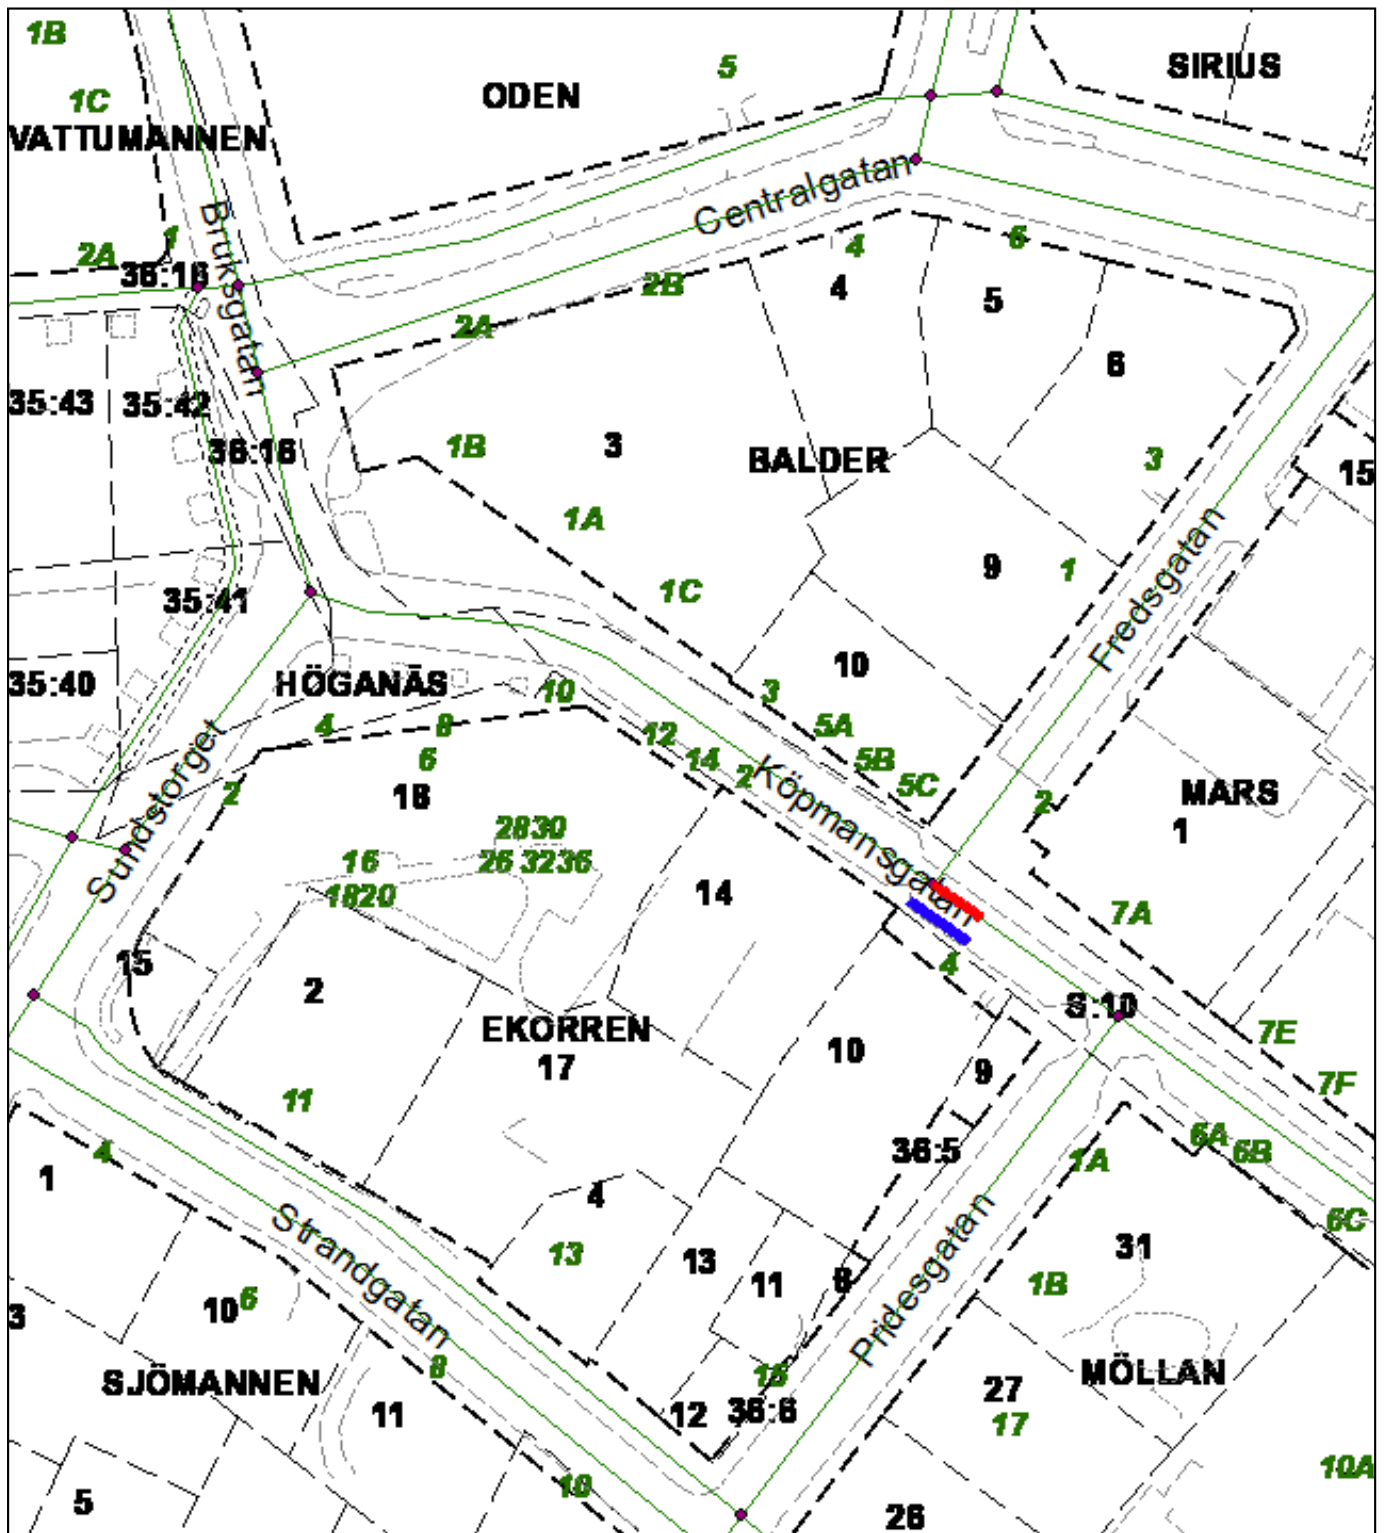 1B
1C
VATTUMANNEN
ODEN
5
SIRIUS
Centralgatan
Bruksgatan
1
2A
36:16
4
6
2B
4
5
2A
6
35:43
35:42
36:16
1B
3
BALDER
3
15
1A
9
1
Fredsgatan
35:41
1C
35:40
HÖGANÄS
10
10
3
4
8
12
5A
6
14
2
5B
5C
Sundstorget
2
18
Köpmansgatan
2
MARS
1
2830
16
26 3236
1820
14
7A
15
2
4
S:10
EKORREN
17
10
7E
9
7F
11
4
36:5
6A
6B
1A
1
4
13
Strandgatan
13
11
8
Pridesgatan
31
6C
1B
3
10
6
SJÖMANNEN
8
15
MÖLLAN
11
12
36:6
27
17
5
10
26
10A